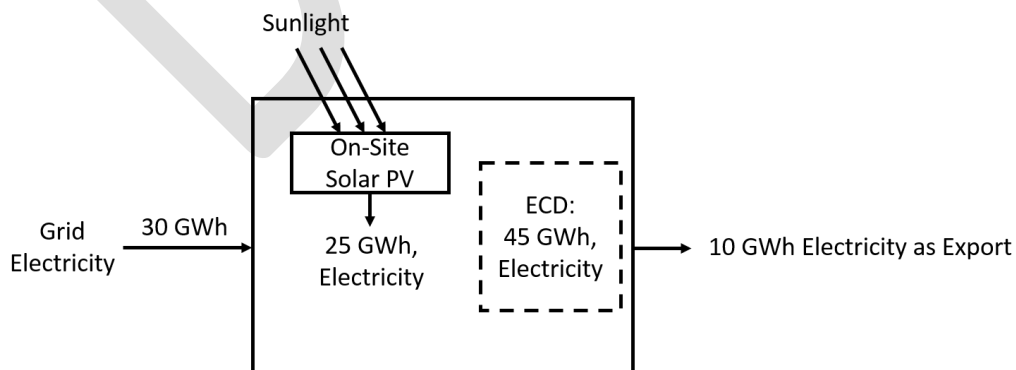 Sunlight
On-Site
Solar PV
Grid
Electricity
30 GWh
25 GWh,
Electricity
ECD:
45 GWh,
Electricity
10 GWh Electricity as Export